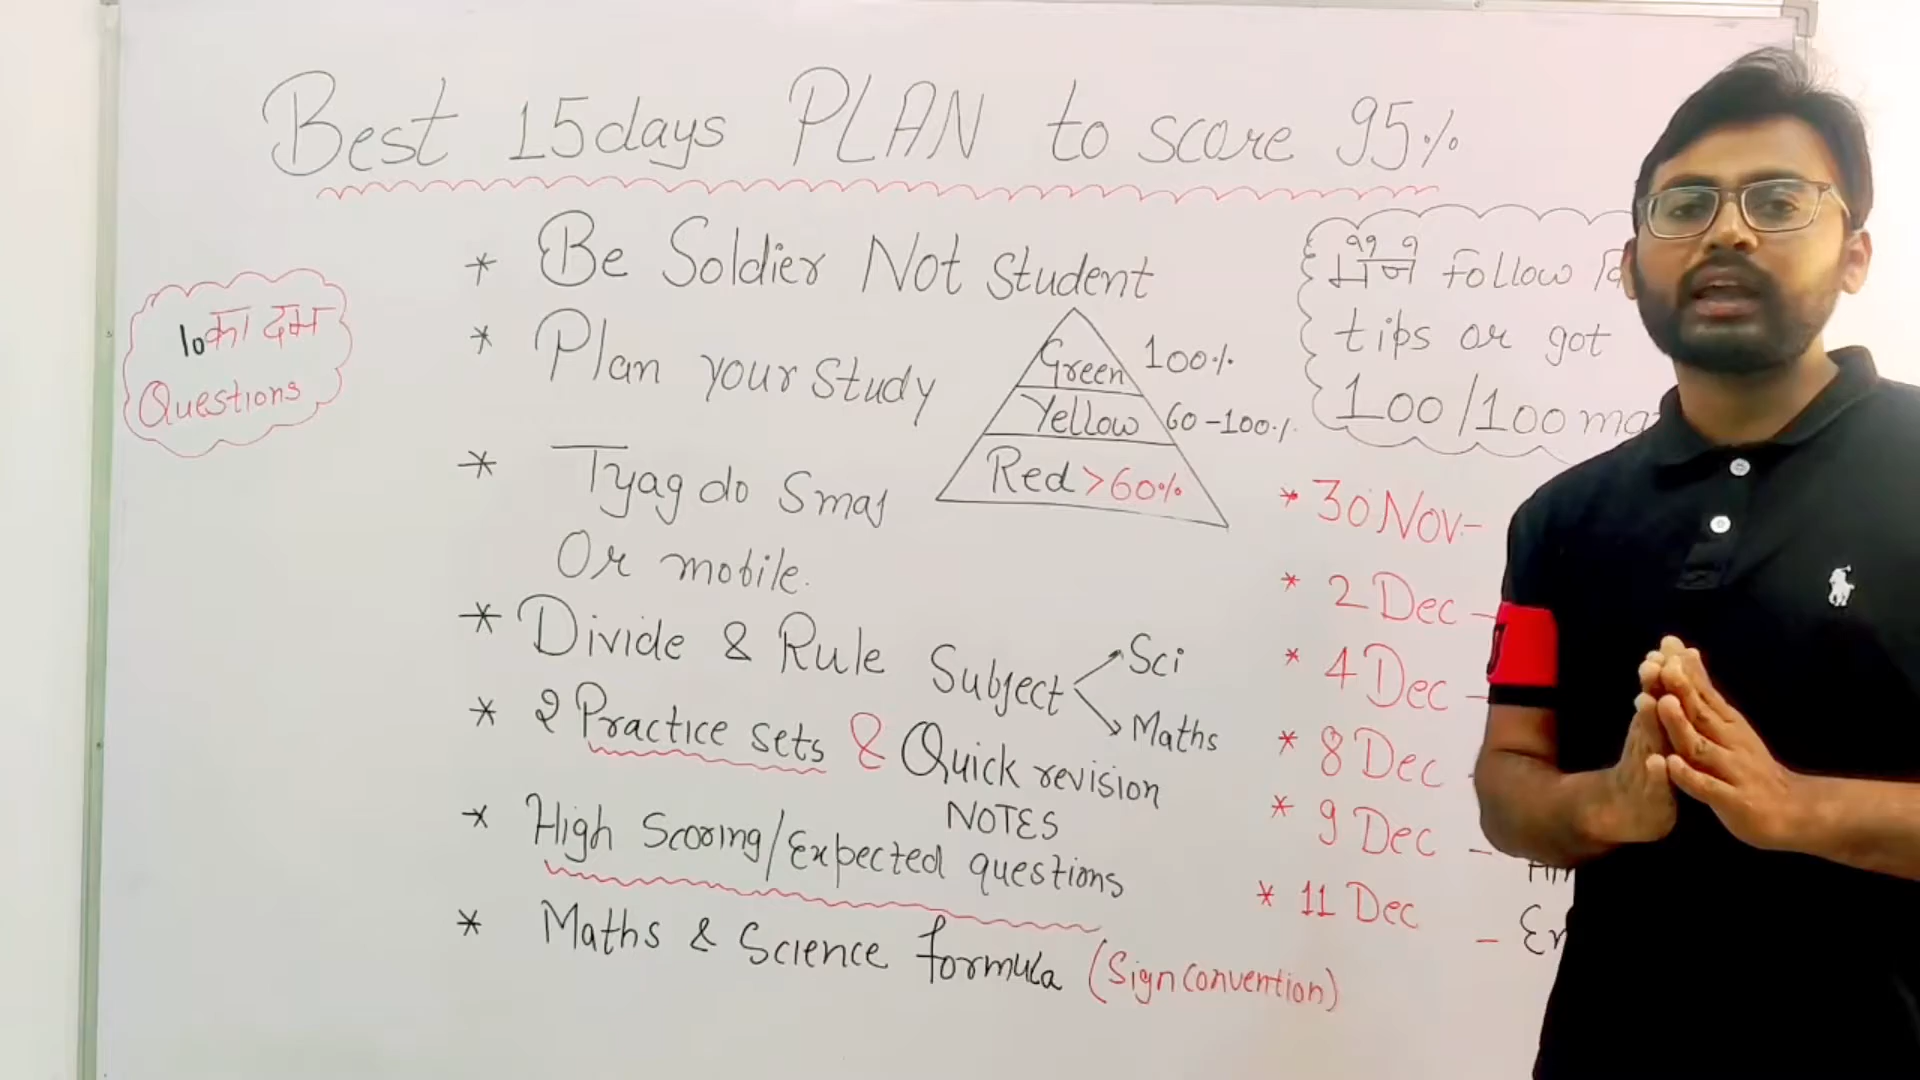 Best 15days PLAN to score 95%
* Be Soldier Not Student
* Plan your Study
Green 100%
Yellow 60-100%
Red >60%
* Tyag do Smaj
Or mobile.
* Divide & Rule Subject
Sci
Maths
* 2 Practice sets & Quick revision
NOTES
* High Scoring/Expected questions
* Maths & Science formula (Sign convention)
10का दम
Questions
follow
tips or got
100/100
* 30 Nov -
* 2 Dec -
* 4 Dec -
* 8 Dec -
* 9 Dec -
* 11 Dec -